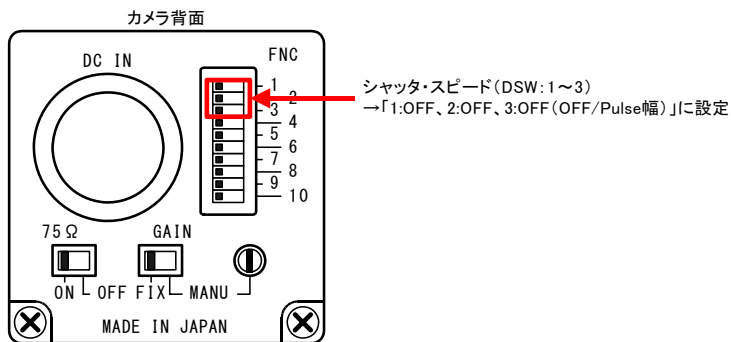 カメラ背面
DC IN
FNC
1
2
3
4
5
6
7
8
9
10
シャッタ・スピード(DSW:1~3)
→「1:OFF、2:OFF、3:OFF(OFF/Pulse幅)」に設定
75Ω
GAIN
ON OFF FIX MANU
MADE IN JAPAN